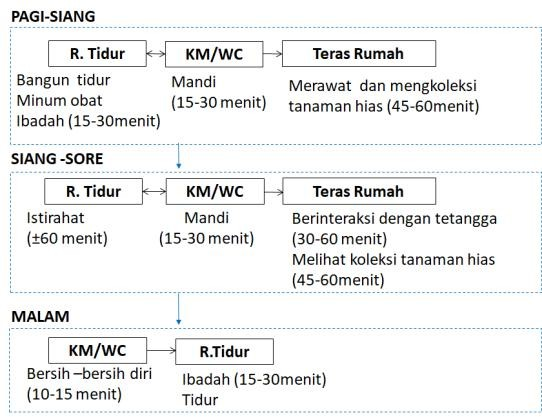 PAGI-SIANG
R. Tidur
KM/WC
Teras Rumah
Bangun tidur
Minum obat
Ibadah (15-30menit)
Mandi
(15-30 menit)
Merawat dan mengkoleksi
tanaman hias (45-60menit)
SIANG -SORE
R. Tidur
KM/WC
Teras Rumah
Istirahat
(±60 menit)
Mandi
(15-30 menit)
Berinteraksi dengan tetangga
(30-60 menit)
Melihat koleksi tanaman hias
(45-60menit)
MALAM
KM/WC
R.Tidur
Bersih –bersih diri
(10-15 menit)
Ibadah (15-30menit)
Tidur